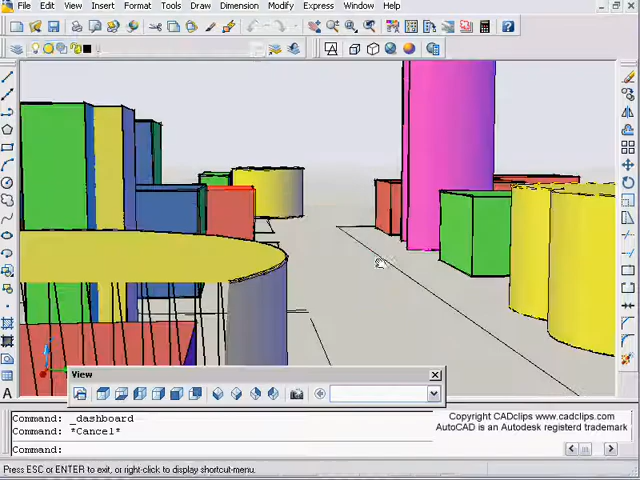 File Edit View Insert Format Tools Draw Dimension Modify Express Window Help
View
Command: _dashboard
Command: *Cancel*
Command:
Copyright CADclips www.cadclips.com
AutoCAD is an Autodesk registerd trademark
Press ESC or ENTER to exit, or right-click to display shortcut-menu.
A